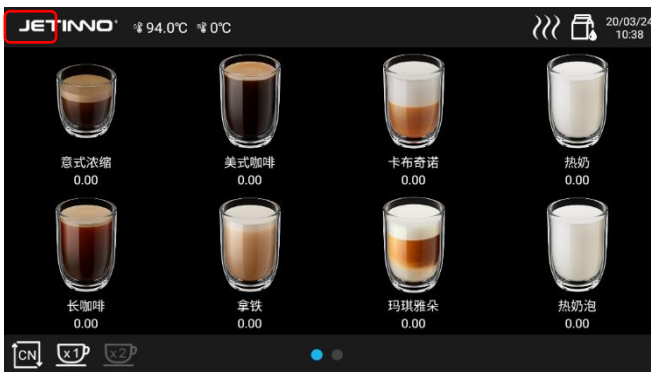 JETINNO 94.0℃ 0℃ 20/03/24
10:38
意式浓缩 美式咖啡 卡布奇诺 热奶
0.00 0.00 0.00 0.00
长咖啡 拿铁 玛琪雅朵 热奶泡
0.00 0.00 0.00 0.00
CN x1 x2